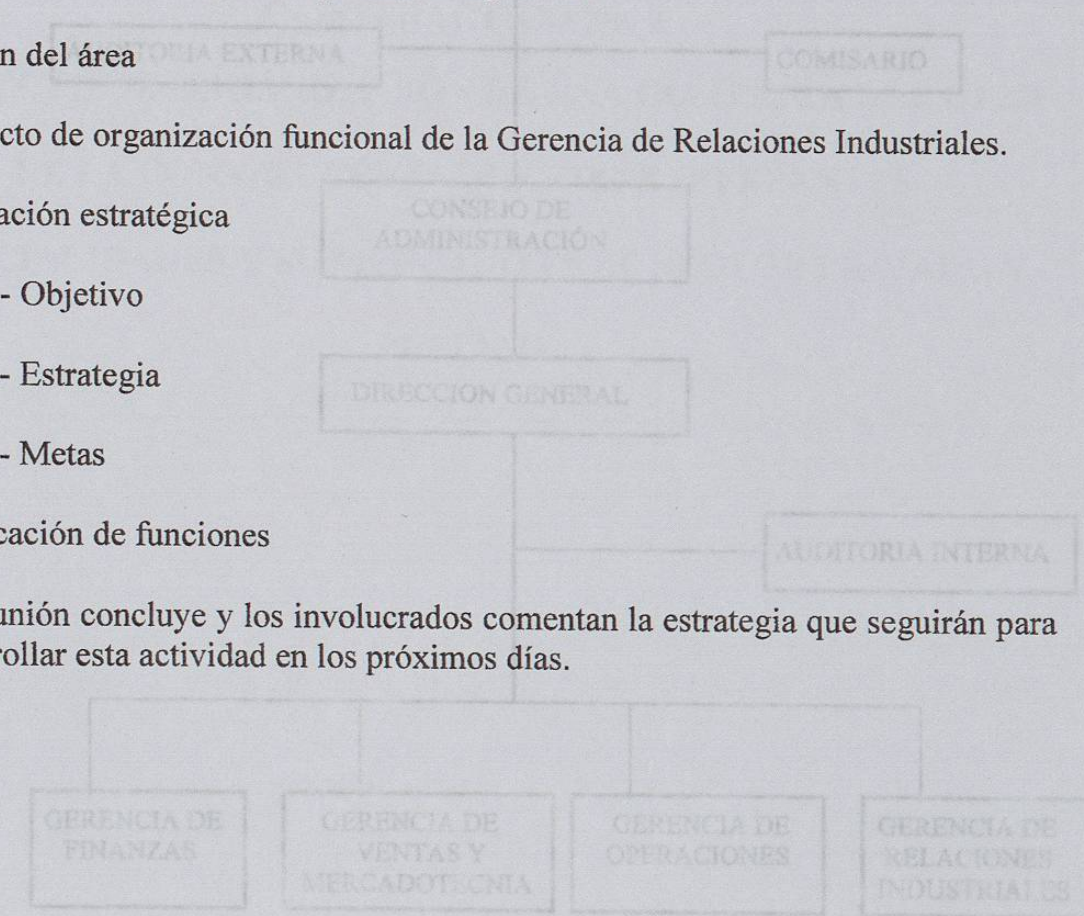 n del área
AUDITORIA EXTERNA
COMISARIO
cto de organización funcional de la Gerencia de Relaciones Industriales.
ación estratégica
CONSEJO DE
ADMINISTRACIÓN
- Objetivo
- Estrategia
DIRECCION GENERAL
- Metas
cación de funciones
AUDITORIA INTERNA
unión concluye y los involucrados comentan la estrategia que seguirán para
rollar esta actividad en los próximos días.
GERENCIA DE
FINANZAS
GERENCIA DE
VENTAS Y
MERCADOTECNIA
GERENCIA DE
OPERACIONES
GERENCIA DE
RELACIONES
INDUSTRIALES